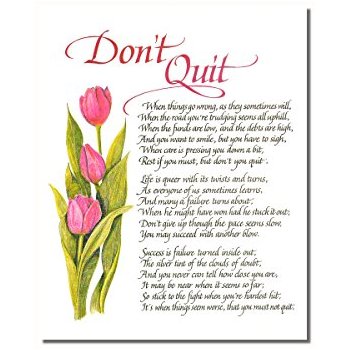 Don't
Quit
When things go wrong, as they sometimes will,
When the road you're trudging seems all uphill,
When the funds are low, and the debts are high,
And you want to smile, but you have to sigh,
When care is pressing you down a bit,
Rest if you must, but don't you quit.
Life is queer with its twists and turns,
As everyone of us sometimes learns,
And many a failure turns about,
When he might have won had he stuck it out;
Don't give up though the pace seems slow,
You may succeed with another blow.
Success is failure turned inside out;
The silver tint of the clouds of doubt,
And you never can tell how close you are,
It may be near when it seems so far;
So stick to the fight when you're hardest hit,
It's when things seem worst, that you must not quit.